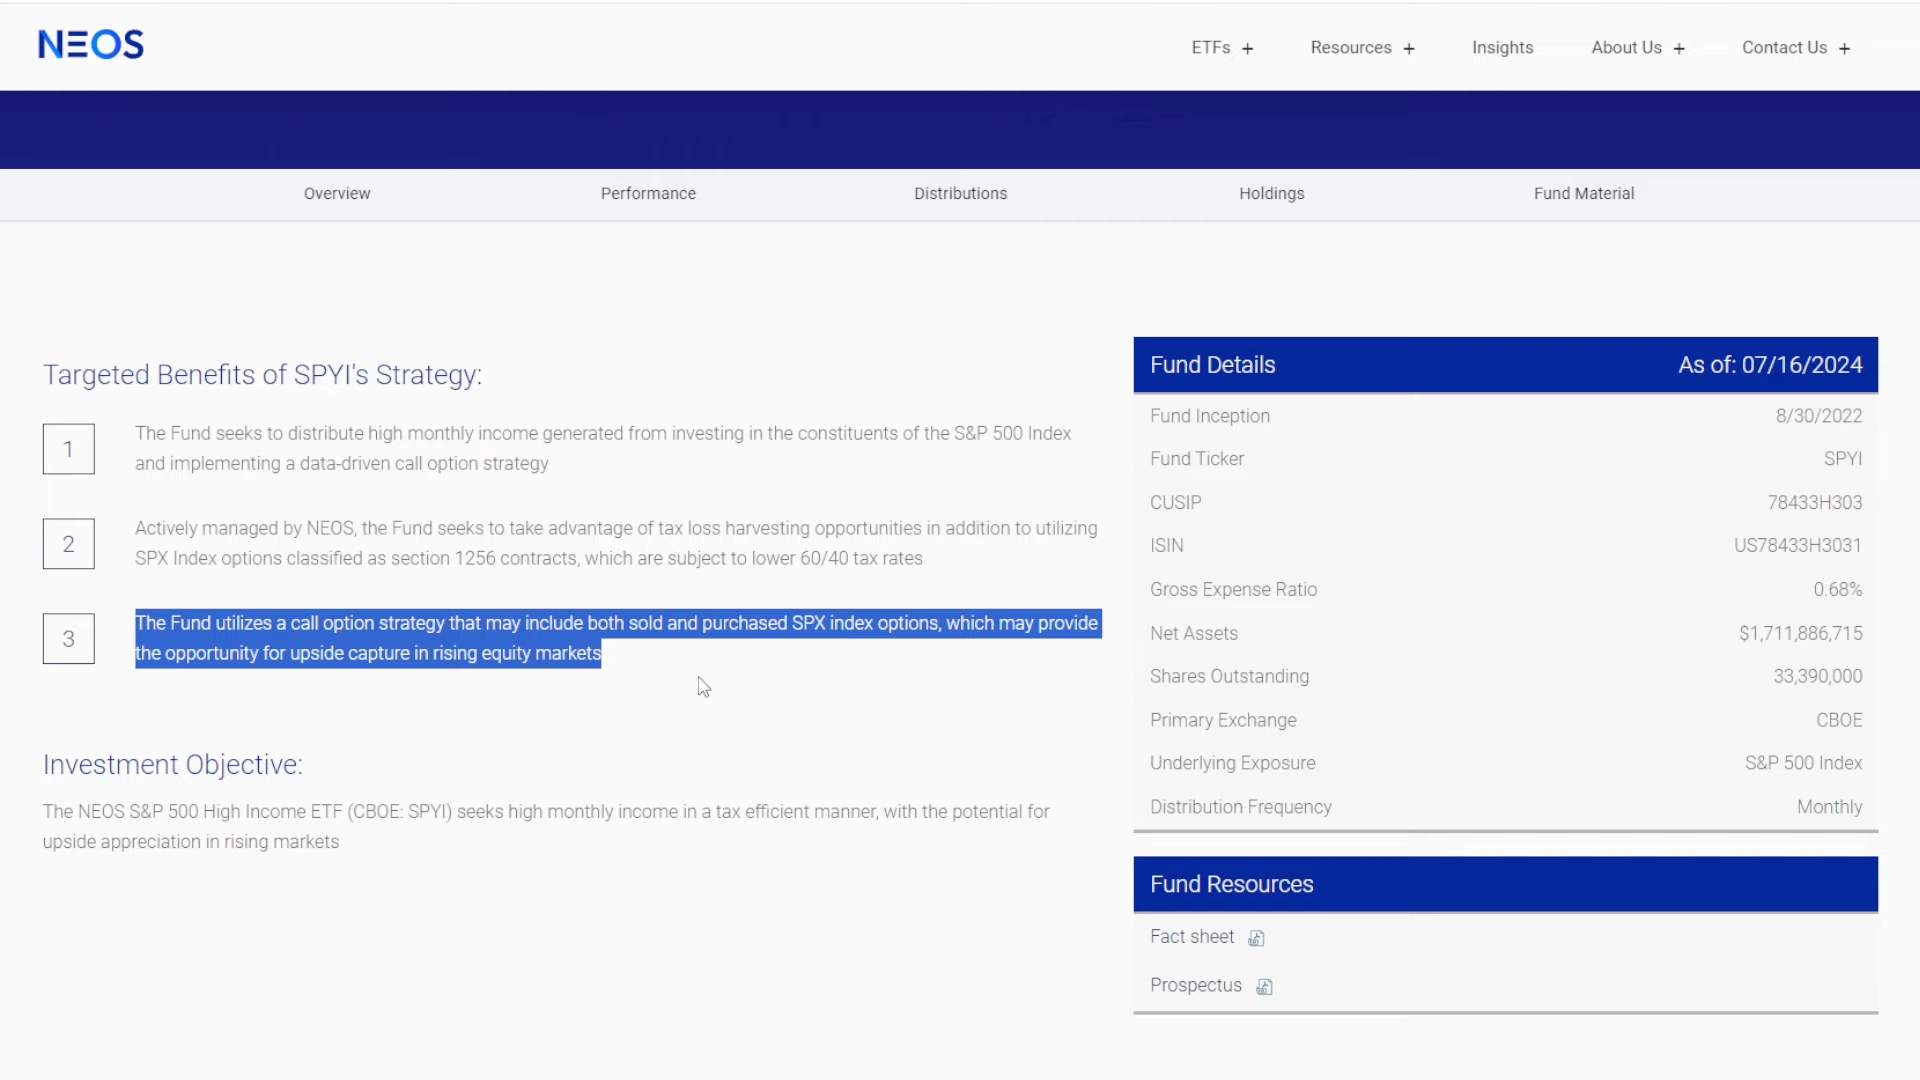 NEOS
ETFs +
Resources +
Insights
About Us +
Contact Us +
Overview
Performance
Distributions
Holdings
Fund Material
Targeted Benefits of SPYI's Strategy:
1
The Fund seeks to distribute high monthly income generated from investing in the constituents of the S&P 500 Index
and implementing a data-driven call option strategy
2
Actively managed by NEOS, the Fund seeks to take advantage of tax loss harvesting opportunities in addition to utilizing
SPX Index options classified as section 1256 contracts, which are subject to lower 60/40 tax rates
3
The Fund utilizes a call option strategy that may include both sold and purchased SPX index options, which may provide
the opportunity for upside capture in rising equity markets
Investment Objective:
The NEOS S&P 500 High Income ETF (CBOE: SPYI) seeks high monthly income in a tax efficient manner, with the potential for
upside appreciation in rising markets
Fund Details As of: 07/16/2024
Fund Inception 8/30/2022
Fund Ticker SPYI
CUSIP 78433H303
ISIN US78433H3031
Gross Expense Ratio 0.68%
Net Assets $1,711,886,715
Shares Outstanding 33,390,000
Primary Exchange CBOE
Underlying Exposure S&P 500 Index
Distribution Frequency Monthly
Fund Resources
Fact sheet
Prospectus